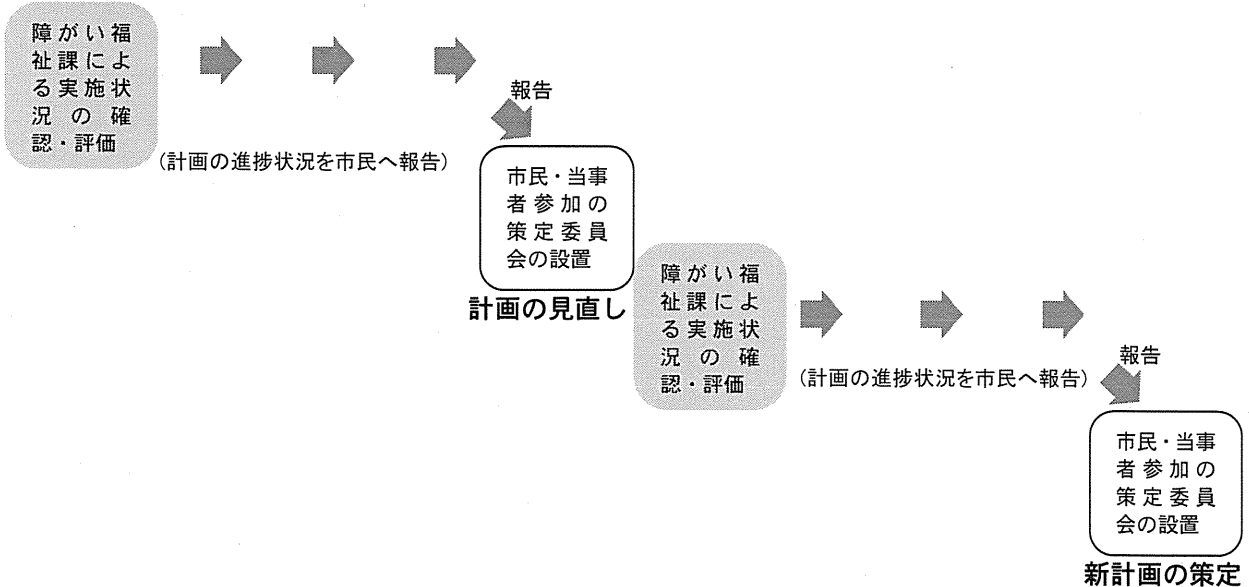 障がい福
祉課によ
る実施状
況の確
認・評価
(計画の進捗状況を市民へ報告)
報告
市民・当事
者参加の
策定委員
会の設置
計画の見直し
障がい福
祉課によ
る実施状
況の確
認・評価
(計画の進捗状況を市民へ報告)
報告
市民・当事
者参加の
策定委員
会の設置
新計画の策定